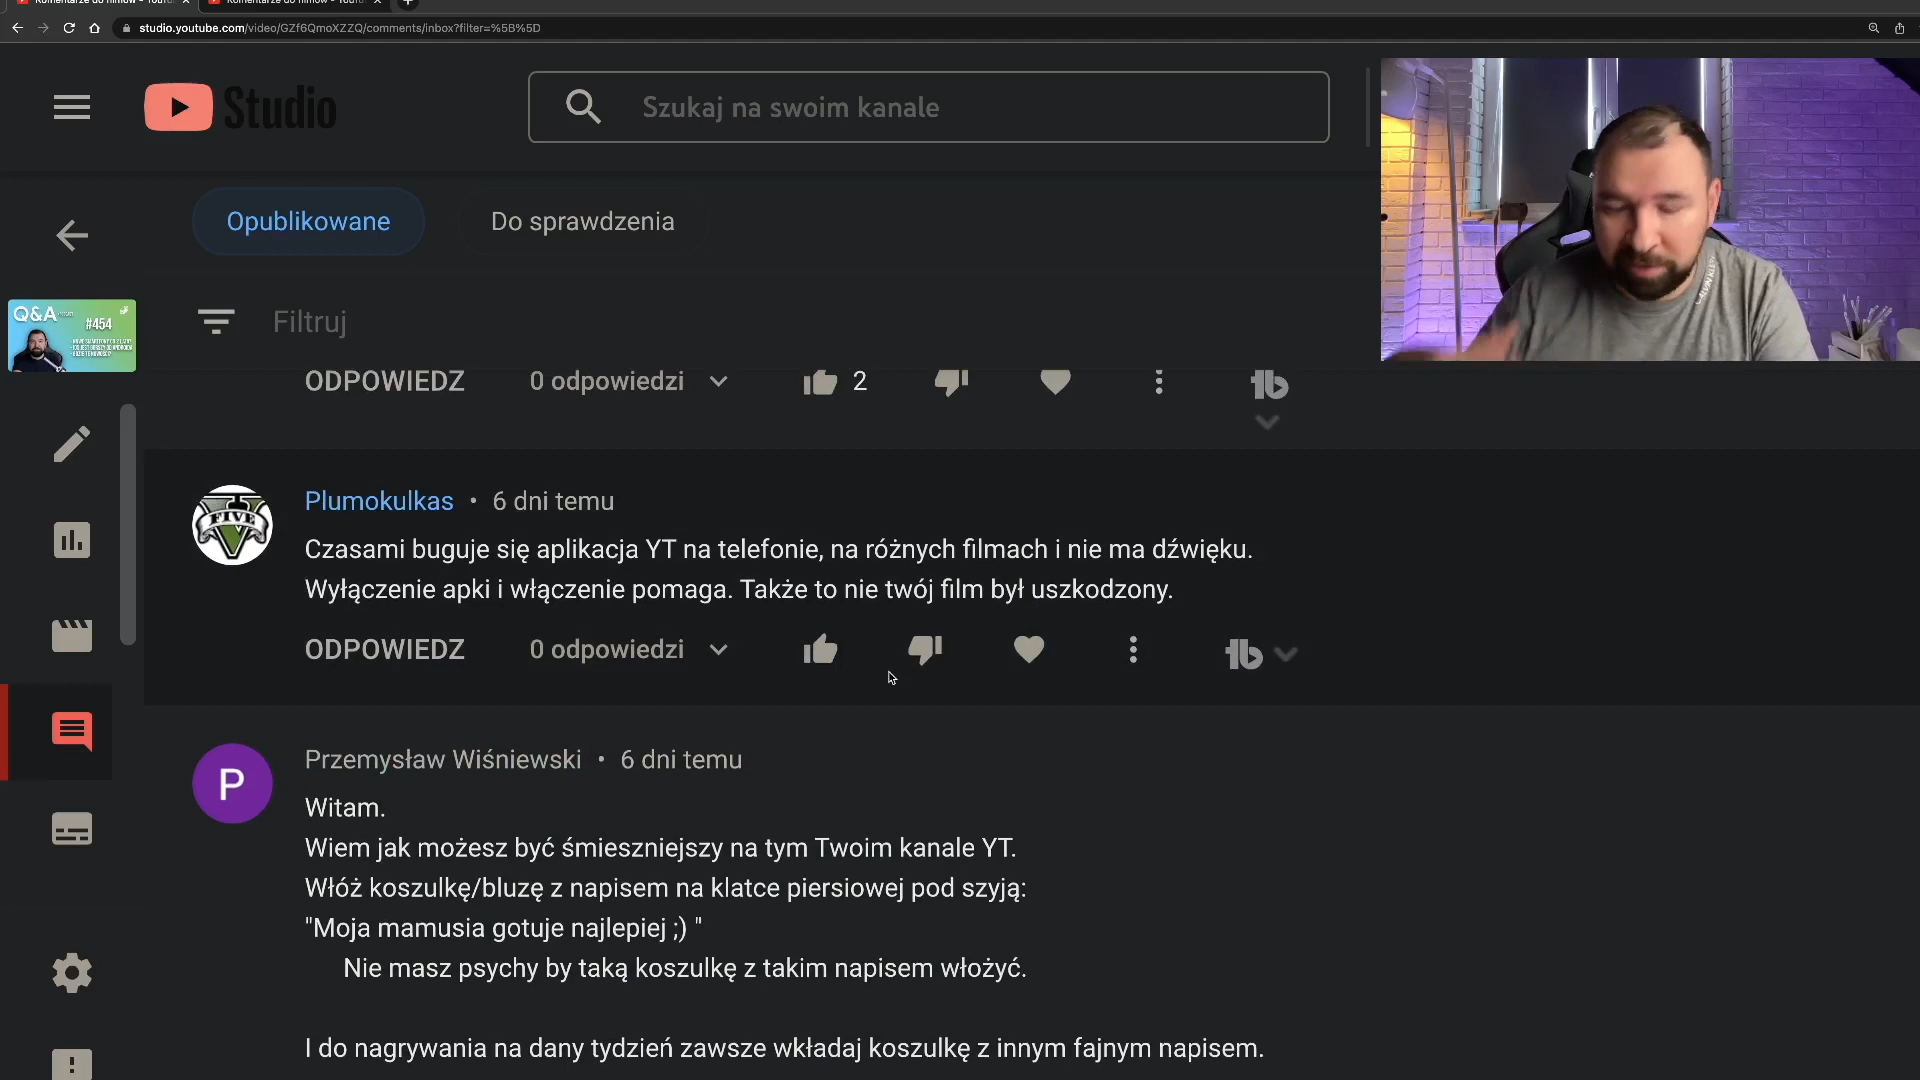 studio.youtube.com/video/GZf6QmoXZZQ/comments/inbox?filter=%5B%5D
Studio
Szukaj na swoim kanale
Opublikowane
Do sprawdzenia
Q&A
#454
Filtruj
ODPOWIEDZ
0 odpowiedzi
2
Plumokulkas • 6 dni temu
FIVE
Czasami buguje się aplikacja YT na telefonie, na różnych filmach i nie ma dźwięku.
Wyłączenie apki i włączenie pomaga. Także to nie twój film był uszkodzony.
ODPOWIEDZ
0 odpowiedzi
P
Przemysław Wiśniewski • 6 dni temu
Witam.
Wiem jak możesz być śmieszniejszy na tym Twoim kanale YT.
Włóż koszulkę/bluzę z napisem na klatce piersiowej pod szyją:
"Moja mamusia gotuje najlepiej ;) "
Nie masz psychy by taką koszulkę z takim napisem włożyć.
I do nagrywania na dany tydzień zawsze wkładaj koszulkę z innym fajnym napisem.